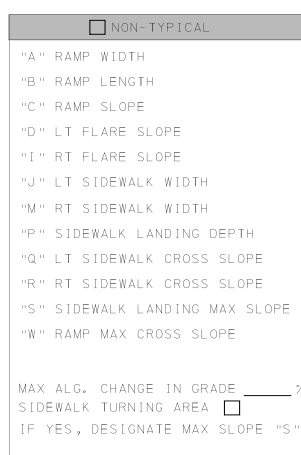 ☐ NON-TYPICAL
"A" RAMP WIDTH
"B" RAMP LENGTH
"C" RAMP SLOPE
"D" LT FLARE SLOPE
"I" RT FLARE SLOPE
"J" LT SIDEWALK WIDTH
"M" RT SIDEWALK WIDTH
"P" SIDEWALK LANDING DEPTH
"Q" LT SIDEWALK CROSS SLOPE
"R" RT SIDEWALK CROSS SLOPE
"S" SIDEWALK LANDING MAX SLOPE
"W" RAMP MAX CROSS SLOPE
MAX ALG. CHANGE IN GRADE ______ %
SIDEWALK TURNING AREA ☐
IF YES, DESIGNATE MAX SLOPE "S"